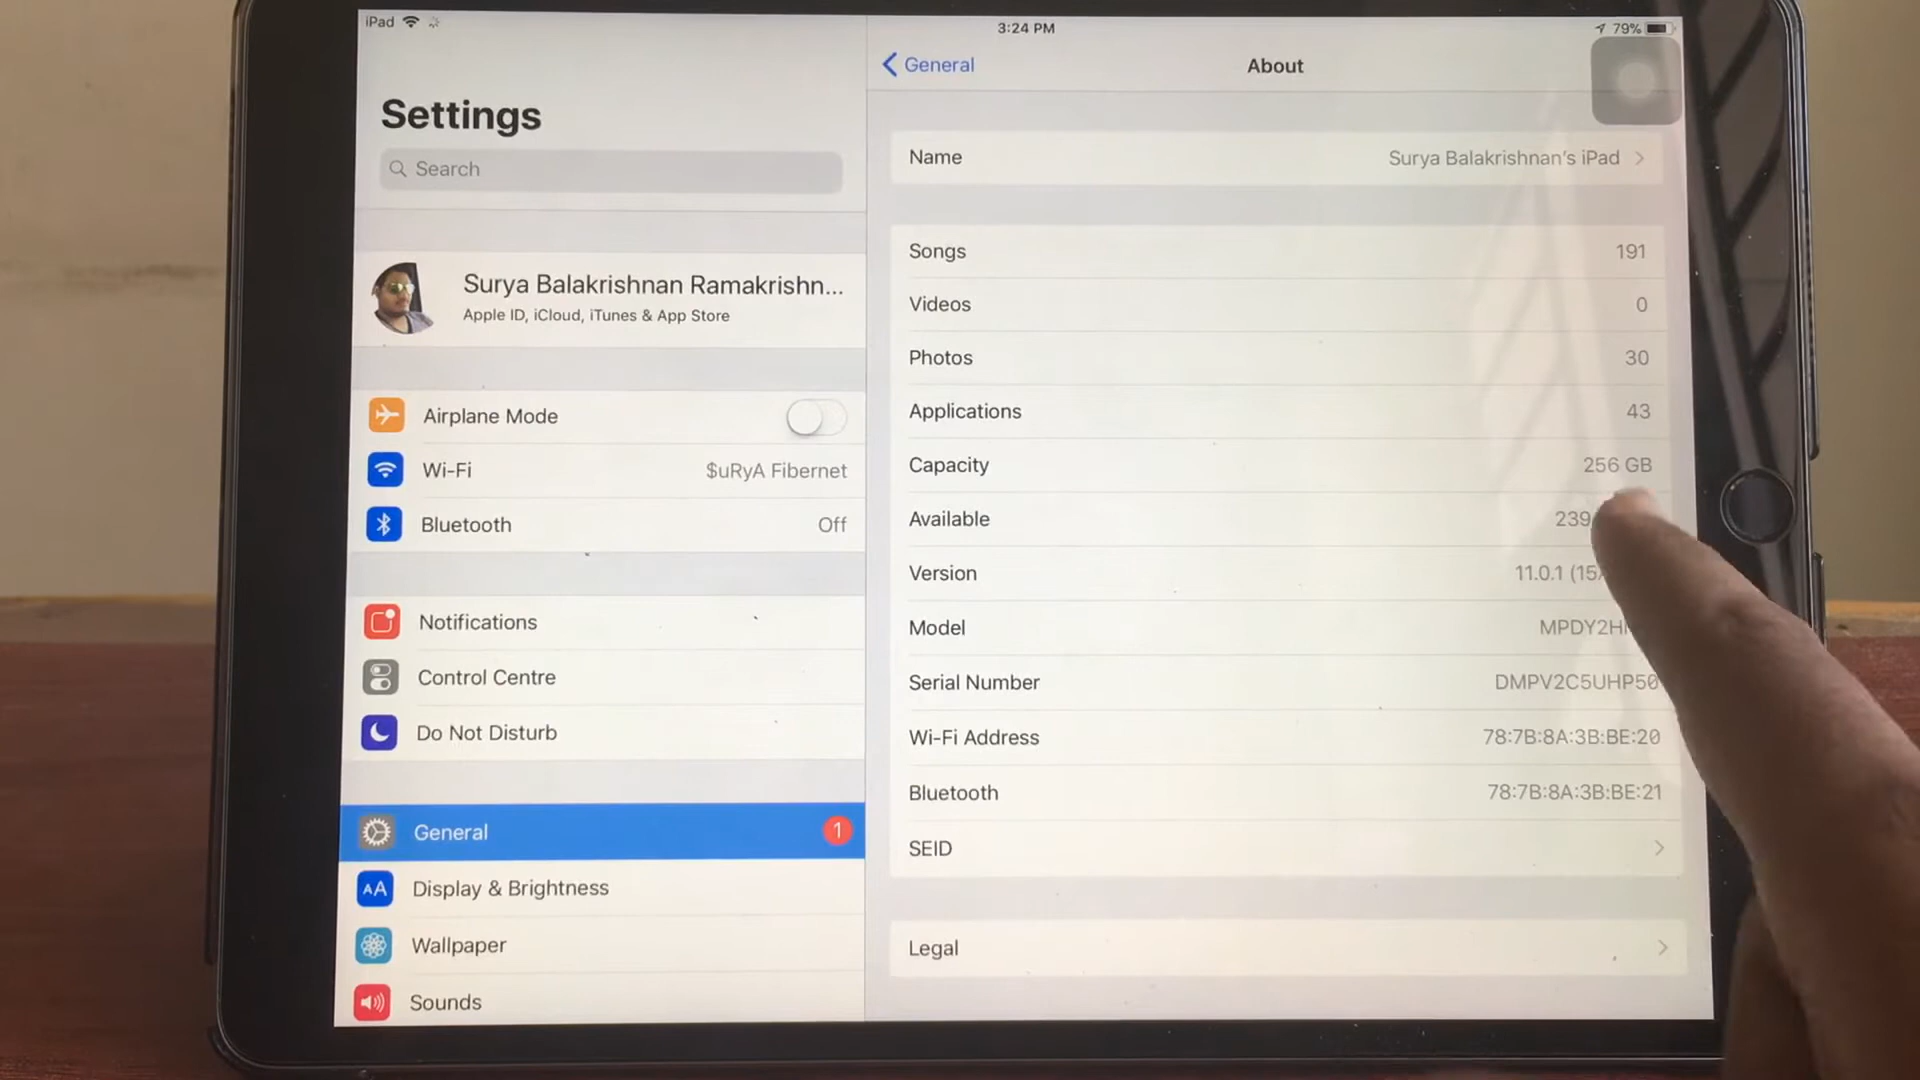 iPad
3:24 PM
79%
Settings
Search
Surya Balakrishnan Ramakrishn...
Apple ID, iCloud, iTunes & App Store
Airplane Mode
Wi-Fi $uRyA Fibernet
Bluetooth Off
Notifications
Control Centre
Do Not Disturb
General 1
AA Display & Brightness
Wallpaper
Sounds
General About
Name Surya Balakrishnan's iPad
Songs 191
Videos 0
Photos 30
Applications 43
Capacity 256 GB
Available 239
Version 11.0.1
Model
Serial Number DMPV2C5UHP50
Wi-Fi Address 78:7B:8A:3B:BE:20
Bluetooth 78:7B:8A:3B:BE:21
SEID
Legal